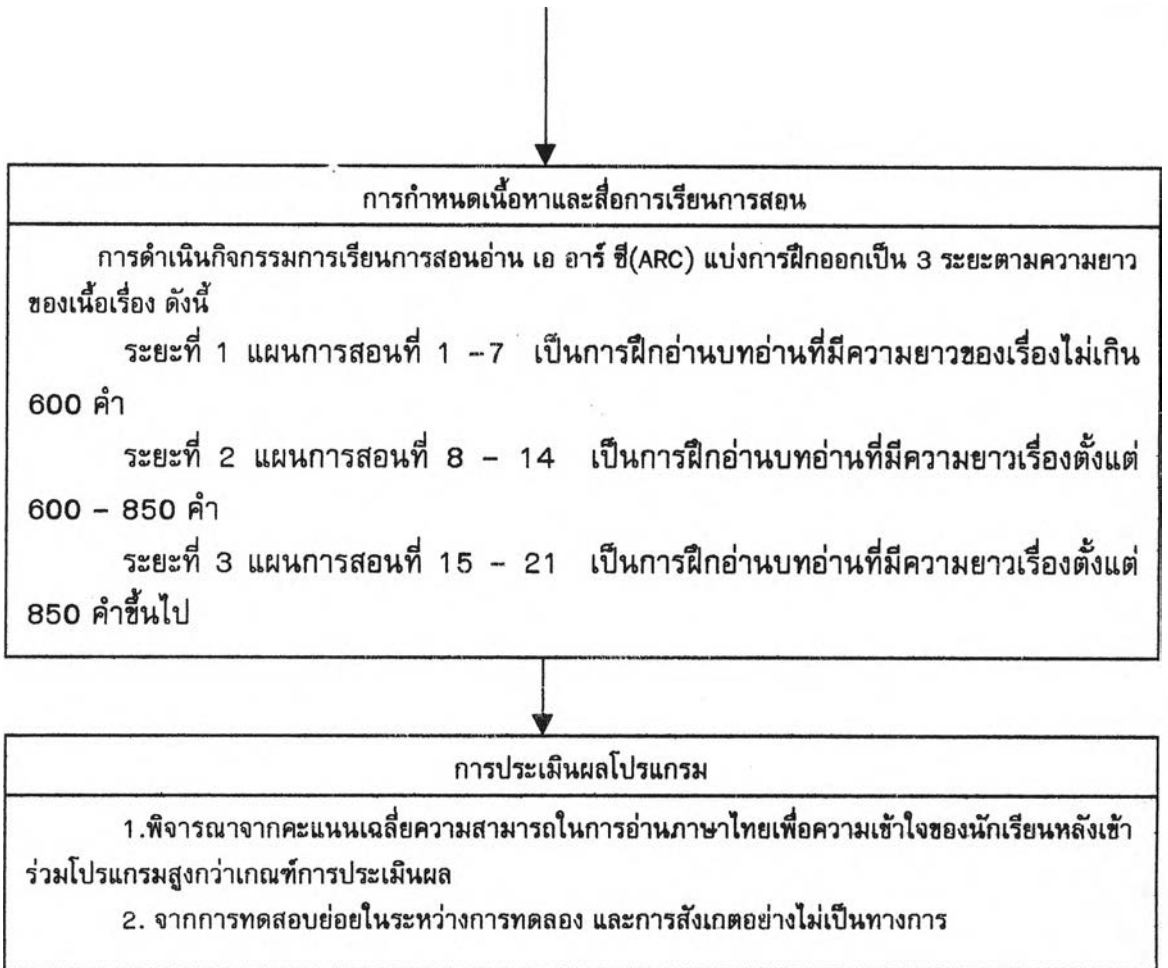 การกำหนดเนื้อหาและสื่อการเรียนการสอน
การดำเนินกิจกรรมการเรียนการสอนอ่าน เอ อาร์ ซี(ARC) แบ่งการฝึกออกเป็น 3 ระยะตามความยาว
ของเนื้อเรื่อง ดังนี้
ระยะที่ 1 แผนการสอนที่ 1 –7 เป็นการฝึกอ่านบทอ่านที่มีความยาวของเรื่องไม่เกิน
600 คำ
ระยะที่ 2 แผนการสอนที่ 8 – 14 เป็นการฝึกอ่านบทอ่านที่มีความยาวเรื่องตั้งแต่
600 – 850 คำ
ระยะที่ 3 แผนการสอนที่ 15 – 21 เป็นการฝึกอ่านบทอ่านที่มีความยาวเรื่องตั้งแต่
850 คำขึ้นไป
การประเมินผลโปรแกรม
1.พิจารณาจากคะแนนเฉลี่ยความสามารถในการอ่านภาษาไทยเพื่อความเข้าใจของนักเรียนหลังเข้า
ร่วมโปรแกรมสูงกว่าเกณฑ์การประเมินผล
2. จากการทดสอบย่อยในระหว่างการทดลอง และการสังเกตอย่างไม่เป็นทางการ